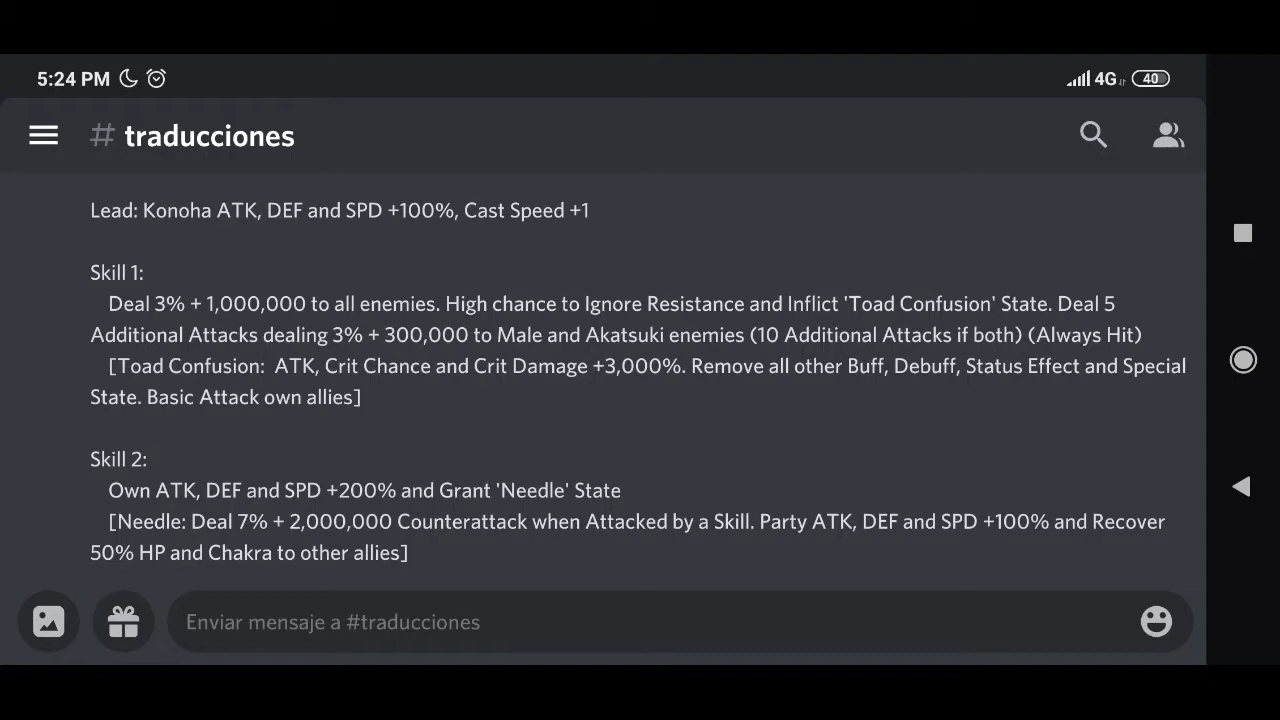 5:24 PM 4G 40
# traducciones
Lead: Konoha ATK, DEF and SPD +100%, Cast Speed +1
Skill 1:
Deal 3% + 1,000,000 to all enemies. High chance to Ignore Resistance and Inflict 'Toad Confusion' State. Deal 5
Additional Attacks dealing 3% + 300,000 to Male and Akatsuki enemies (10 Additional Attacks if both) (Always Hit)
[Toad Confusion:  ATK, Crit Chance and Crit Damage +3,000%. Remove all other Buff, Debuff, Status Effect and Special
State. Basic Attack own allies]
Skill 2:
Own ATK, DEF and SPD +200% and Grant 'Needle' State
[Needle: Deal 7% + 2,000,000 Counterattack when Attacked by a Skill. Party ATK, DEF and SPD +100% and Recover
50% HP and Chakra to other allies]
Enviar mensaje a #traducciones